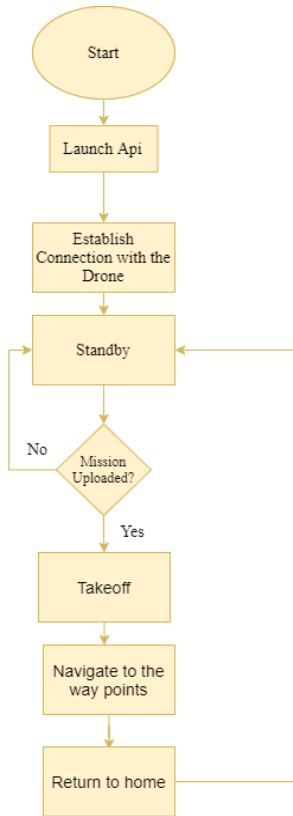 Start
Launch Api
Establish
Connection with the
Drone
Standby
Mission
Uploaded?
No
Yes
Takeoff
Navigate to the
way points
Return to home